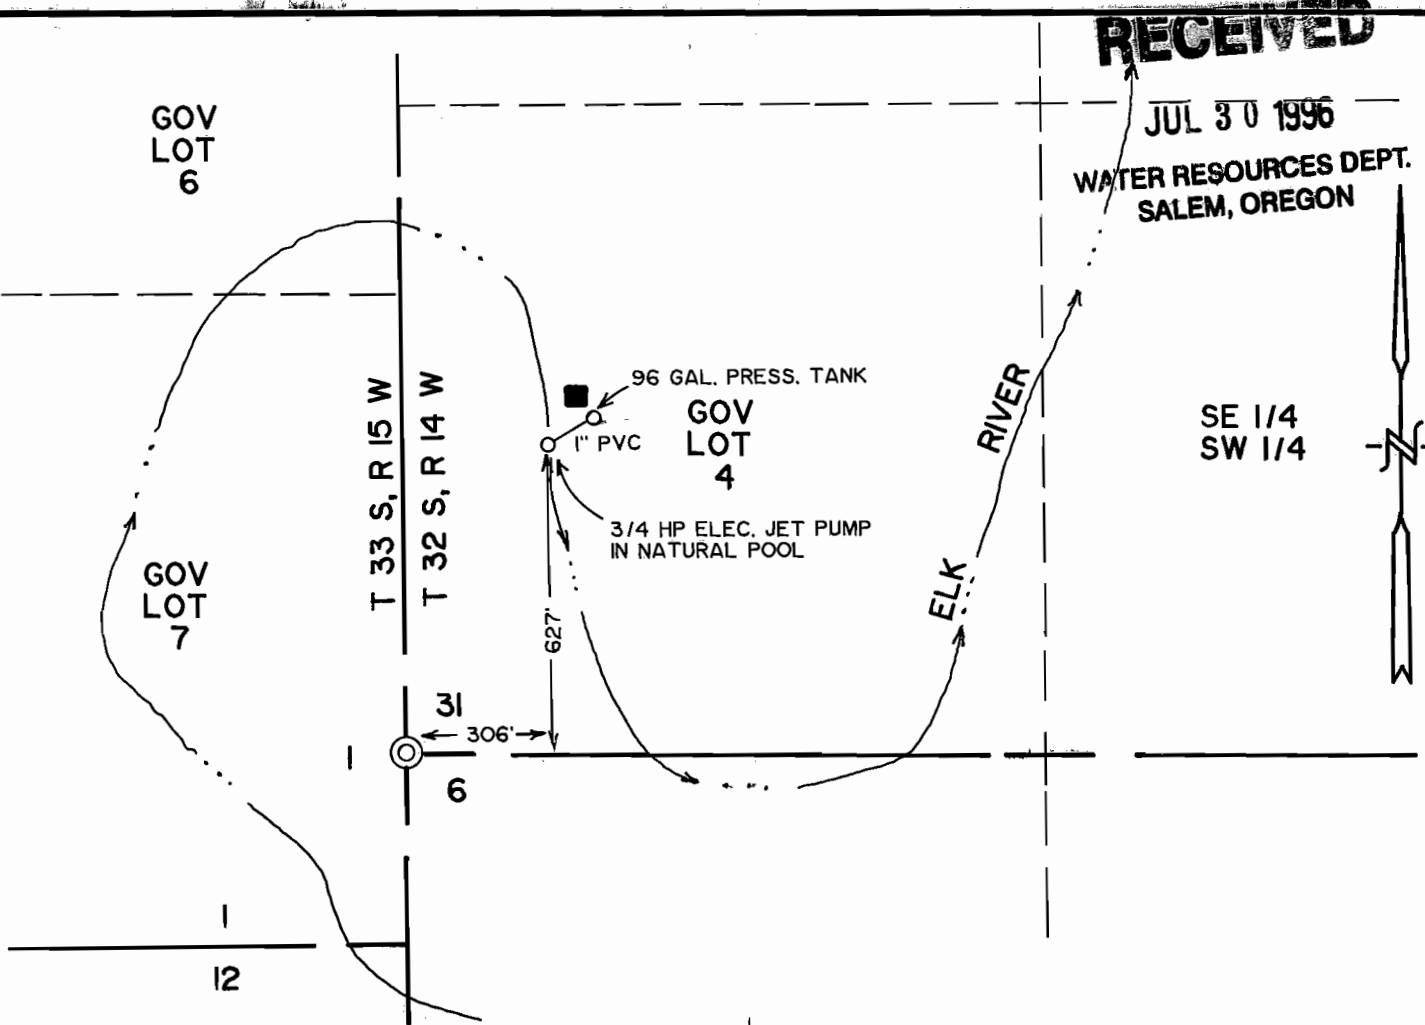 RECEIVED
JUL 30 1996
WATER RESOURCES DEPT.
SALEM, OREGON
GOV
LOT
6
T 33 S, R 15 W
T 32 S, R 14 W
96 GAL. PRESS. TANK
GOV
LOT
4
1" PVC
3/4 HP ELEC. JET PUMP
IN NATURAL POOL
ELK RIVER
SE 1/4
SW 1/4
GOV
LOT
7
627'
31
306'
1
6
1
12